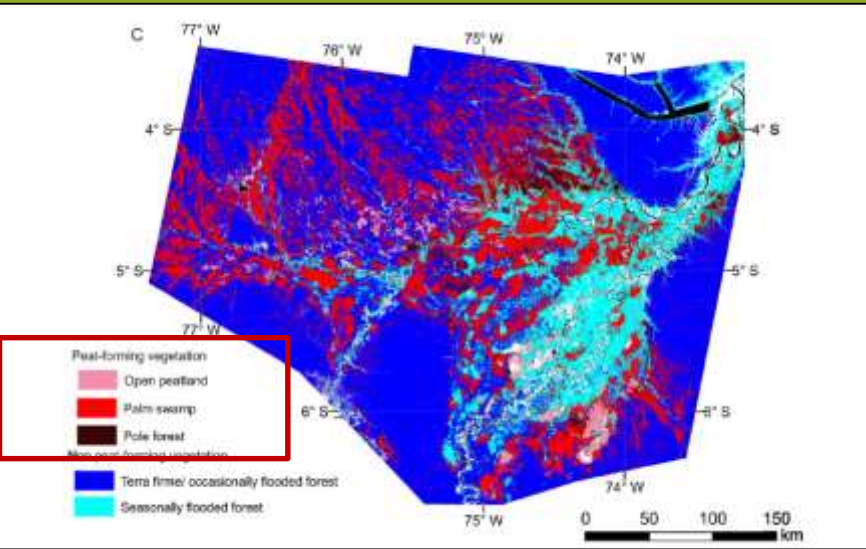 C
77° W
76° W
75° W
74° W
4° S
4° S
5° S
5° S
77° W
Peat-forming vegetation
Open peatland
Palm swamp
Pole forest
Non peat-forming vegetation
Terra firme/ occasionally flooded forest
Seasonally flooded forest
6° S
6° S
74° W
75° W
0 50 100 150
km